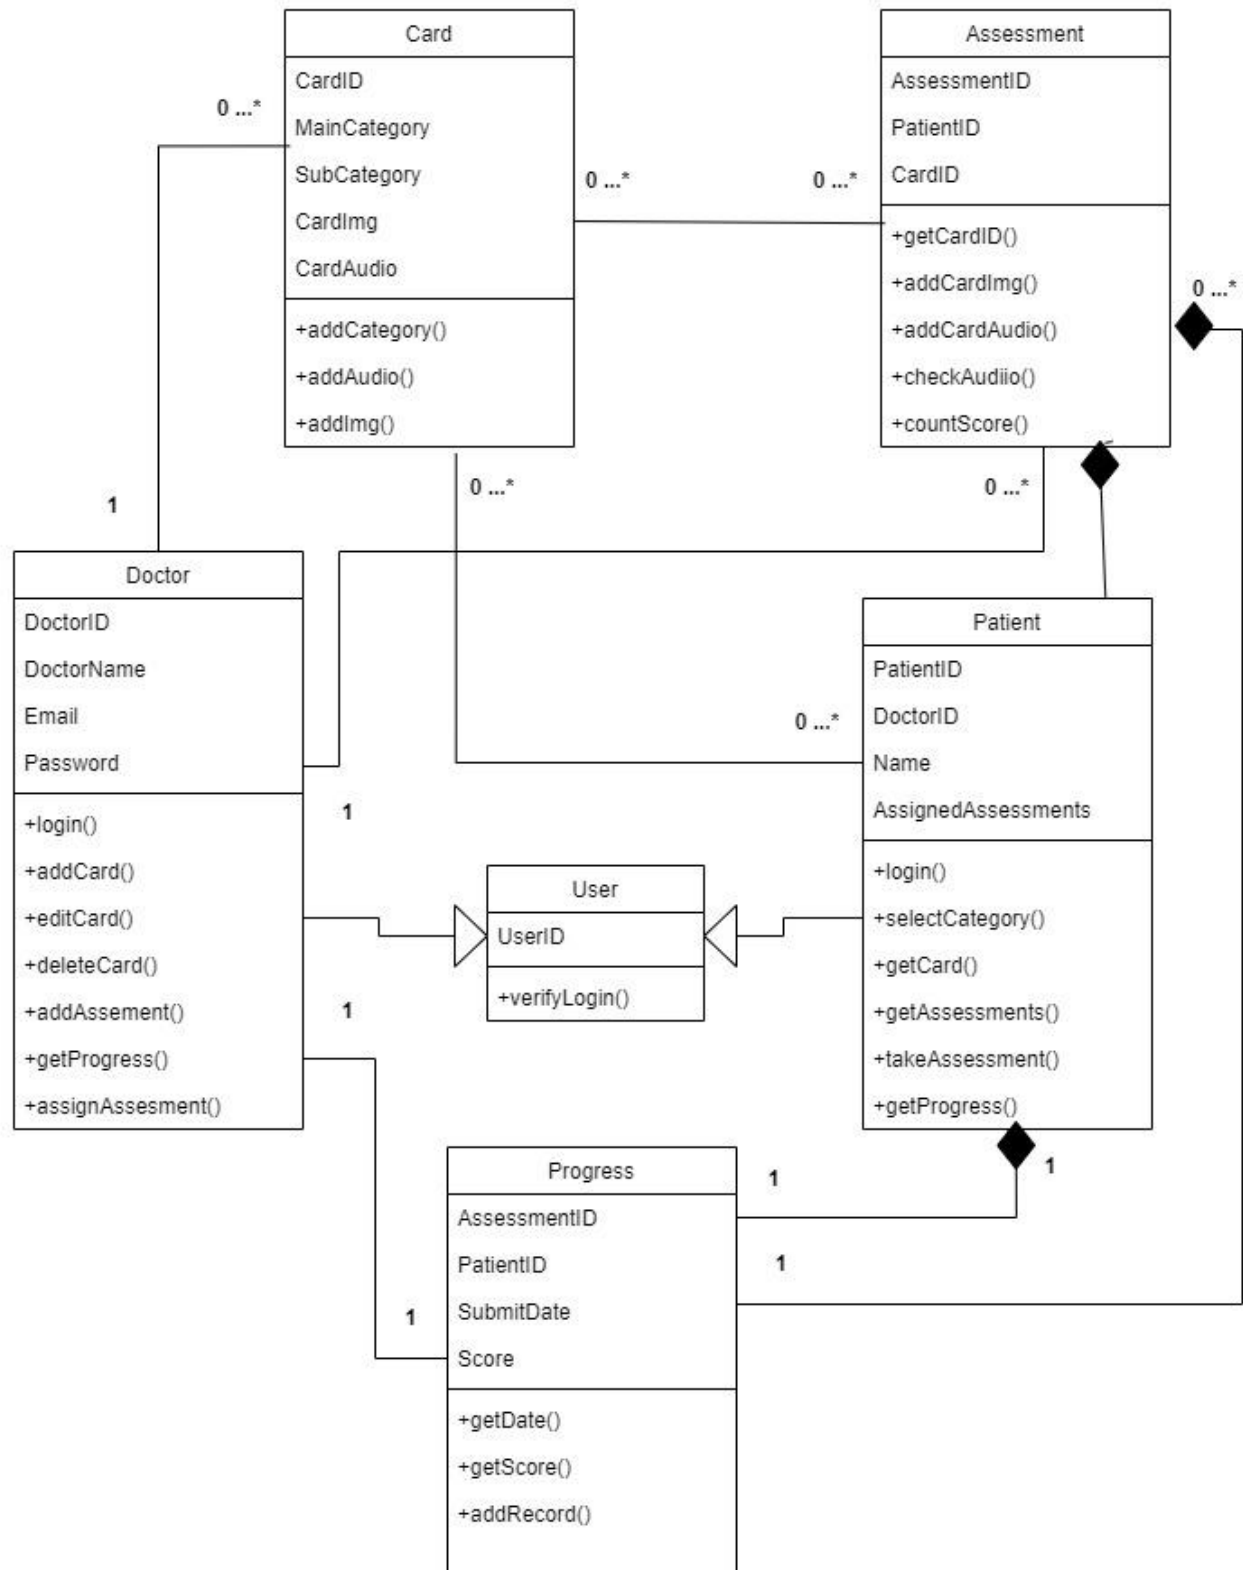 Card
CardID
MainCategory
SubCategory
CardImg
CardAudio
+addCategory()
+addAudio()
+addImg()
Assessment
AssessmentID
PatientID
CardID
+getCardID()
+addCardImg()
+addCardAudio()
+checkAudiio()
+countScore()
0 ...*
0 ...*
0 ...*
0 ...*
0 ...*
0 ...*
1
Doctor
DoctorID
DoctorName
Email
Password
+login()
+addCard()
+editCard()
+deleteCard()
+addAssement()
+getProgress()
+assignAssesment()
Patient
PatientID
DoctorID
Name
AssignedAssessments
+login()
+selectCategory()
+getCard()
+getAssessments()
+takeAssessment()
+getProgress()
0 ...*
1
User
UserID
+verifyLogin()
1
1
1
1
1
Progress
AssessmentID
PatientID
SubmitDate
Score
+getDate()
+getScore()
+addRecord()